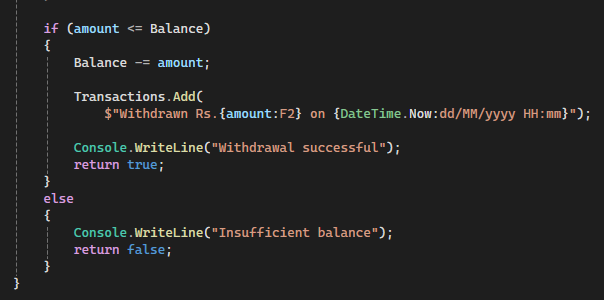 if (amount <= Balance)
{
Balance -= amount;
Transactions.Add(
$"Withdrawn Rs.{amount:F2} on {DateTime.Now:dd/MM/yyyy HH:mm}");
Console.WriteLine("Withdrawal successful");
return true;
}
else
{
Console.WriteLine("Insufficient balance");
return false;
}
}